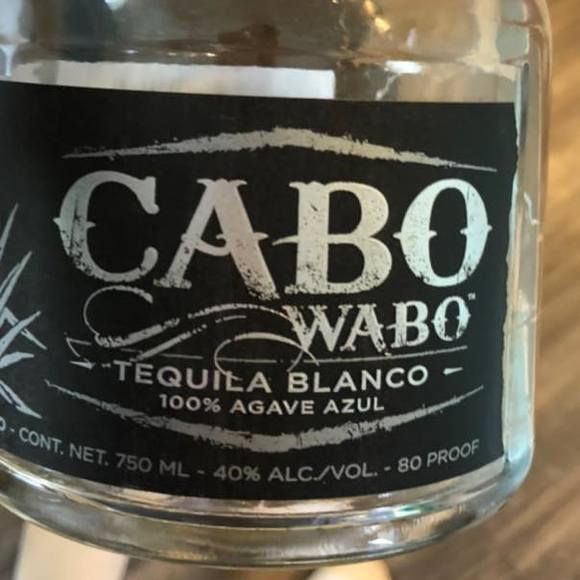 CABO
WABO™
TEQUILA BLANCO
100% AGAVE AZUL
- CONT. NET. 750 ML - 40% ALC./VOL. - 80 PROOF